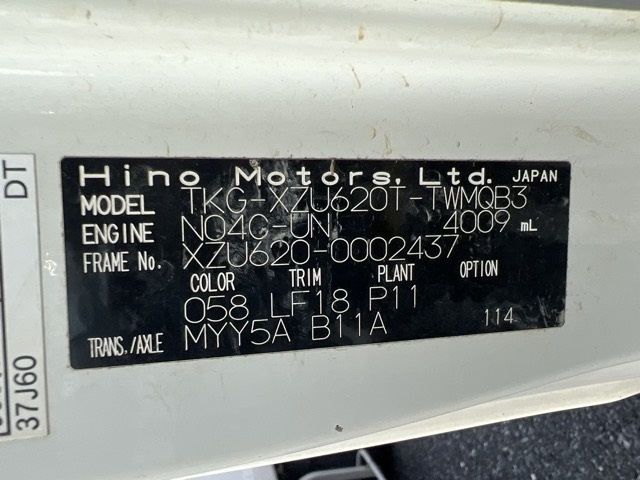 Hino Motors, Ltd. JAPAN
MODEL TKG-XZU620T-TWMQB3
ENGINE N04C-UN 4009 mL
FRAME No. XZU620-0002437
COLOR TRIM PLANT OPTION
058 LF18 P11
TRANS./AXLE MYY5A B11A 114
DT
37J60